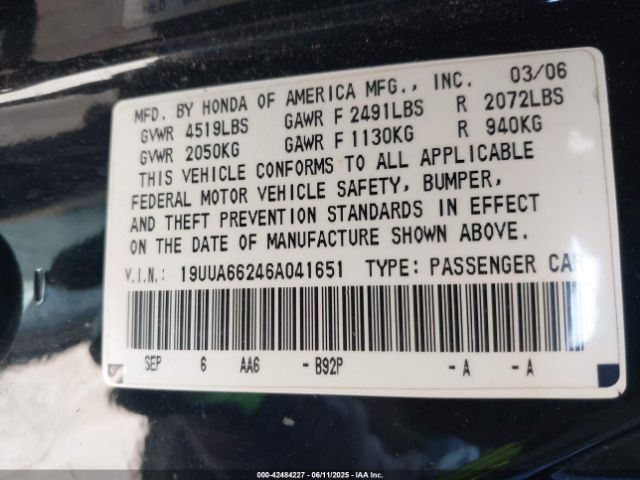 MFD. BY HONDA OF AMERICA MFG., INC. 03/06
GVWR 4519LBS GAWR F 2491LBS R 2072LBS
GVWR 2050KG GAWR F 1130KG R 940KG
THIS VEHICLE CONFORMS TO ALL APPLICABLE
FEDERAL MOTOR VEHICLE SAFETY, BUMPER,
AND THEFT PREVENTION STANDARDS IN EFFECT
ON THE DATE OF MANUFACTURE SHOWN ABOVE.
V.I.N.: 19UUA66246A041651 TYPE: PASSENGER CAR
SEP 6 AA6 - B92P - A - A
000-42484227 - 06/11/2025 - IAA Inc.